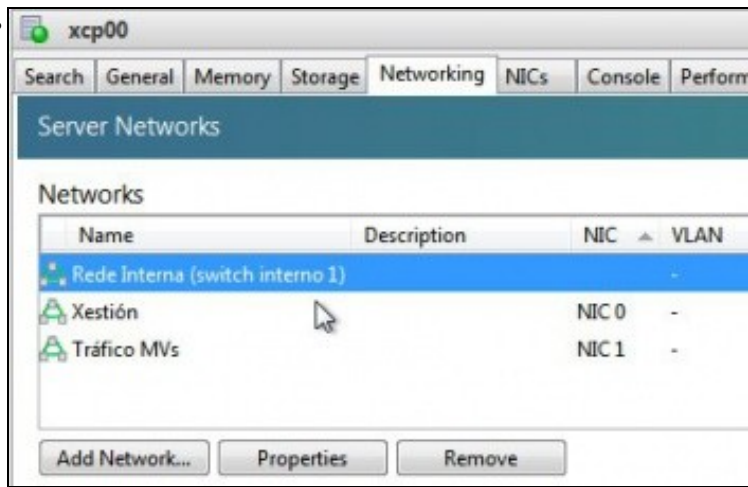 xcp00
Search General Memory Storage Networking NICs Console Perform
Server Networks
Networks
Name Description NIC VLAN
Rede Interna (switch interno 1) -
Xestión NIC 0 -
Tráfico MVs NIC 1 -
Add Network... Properties Remove